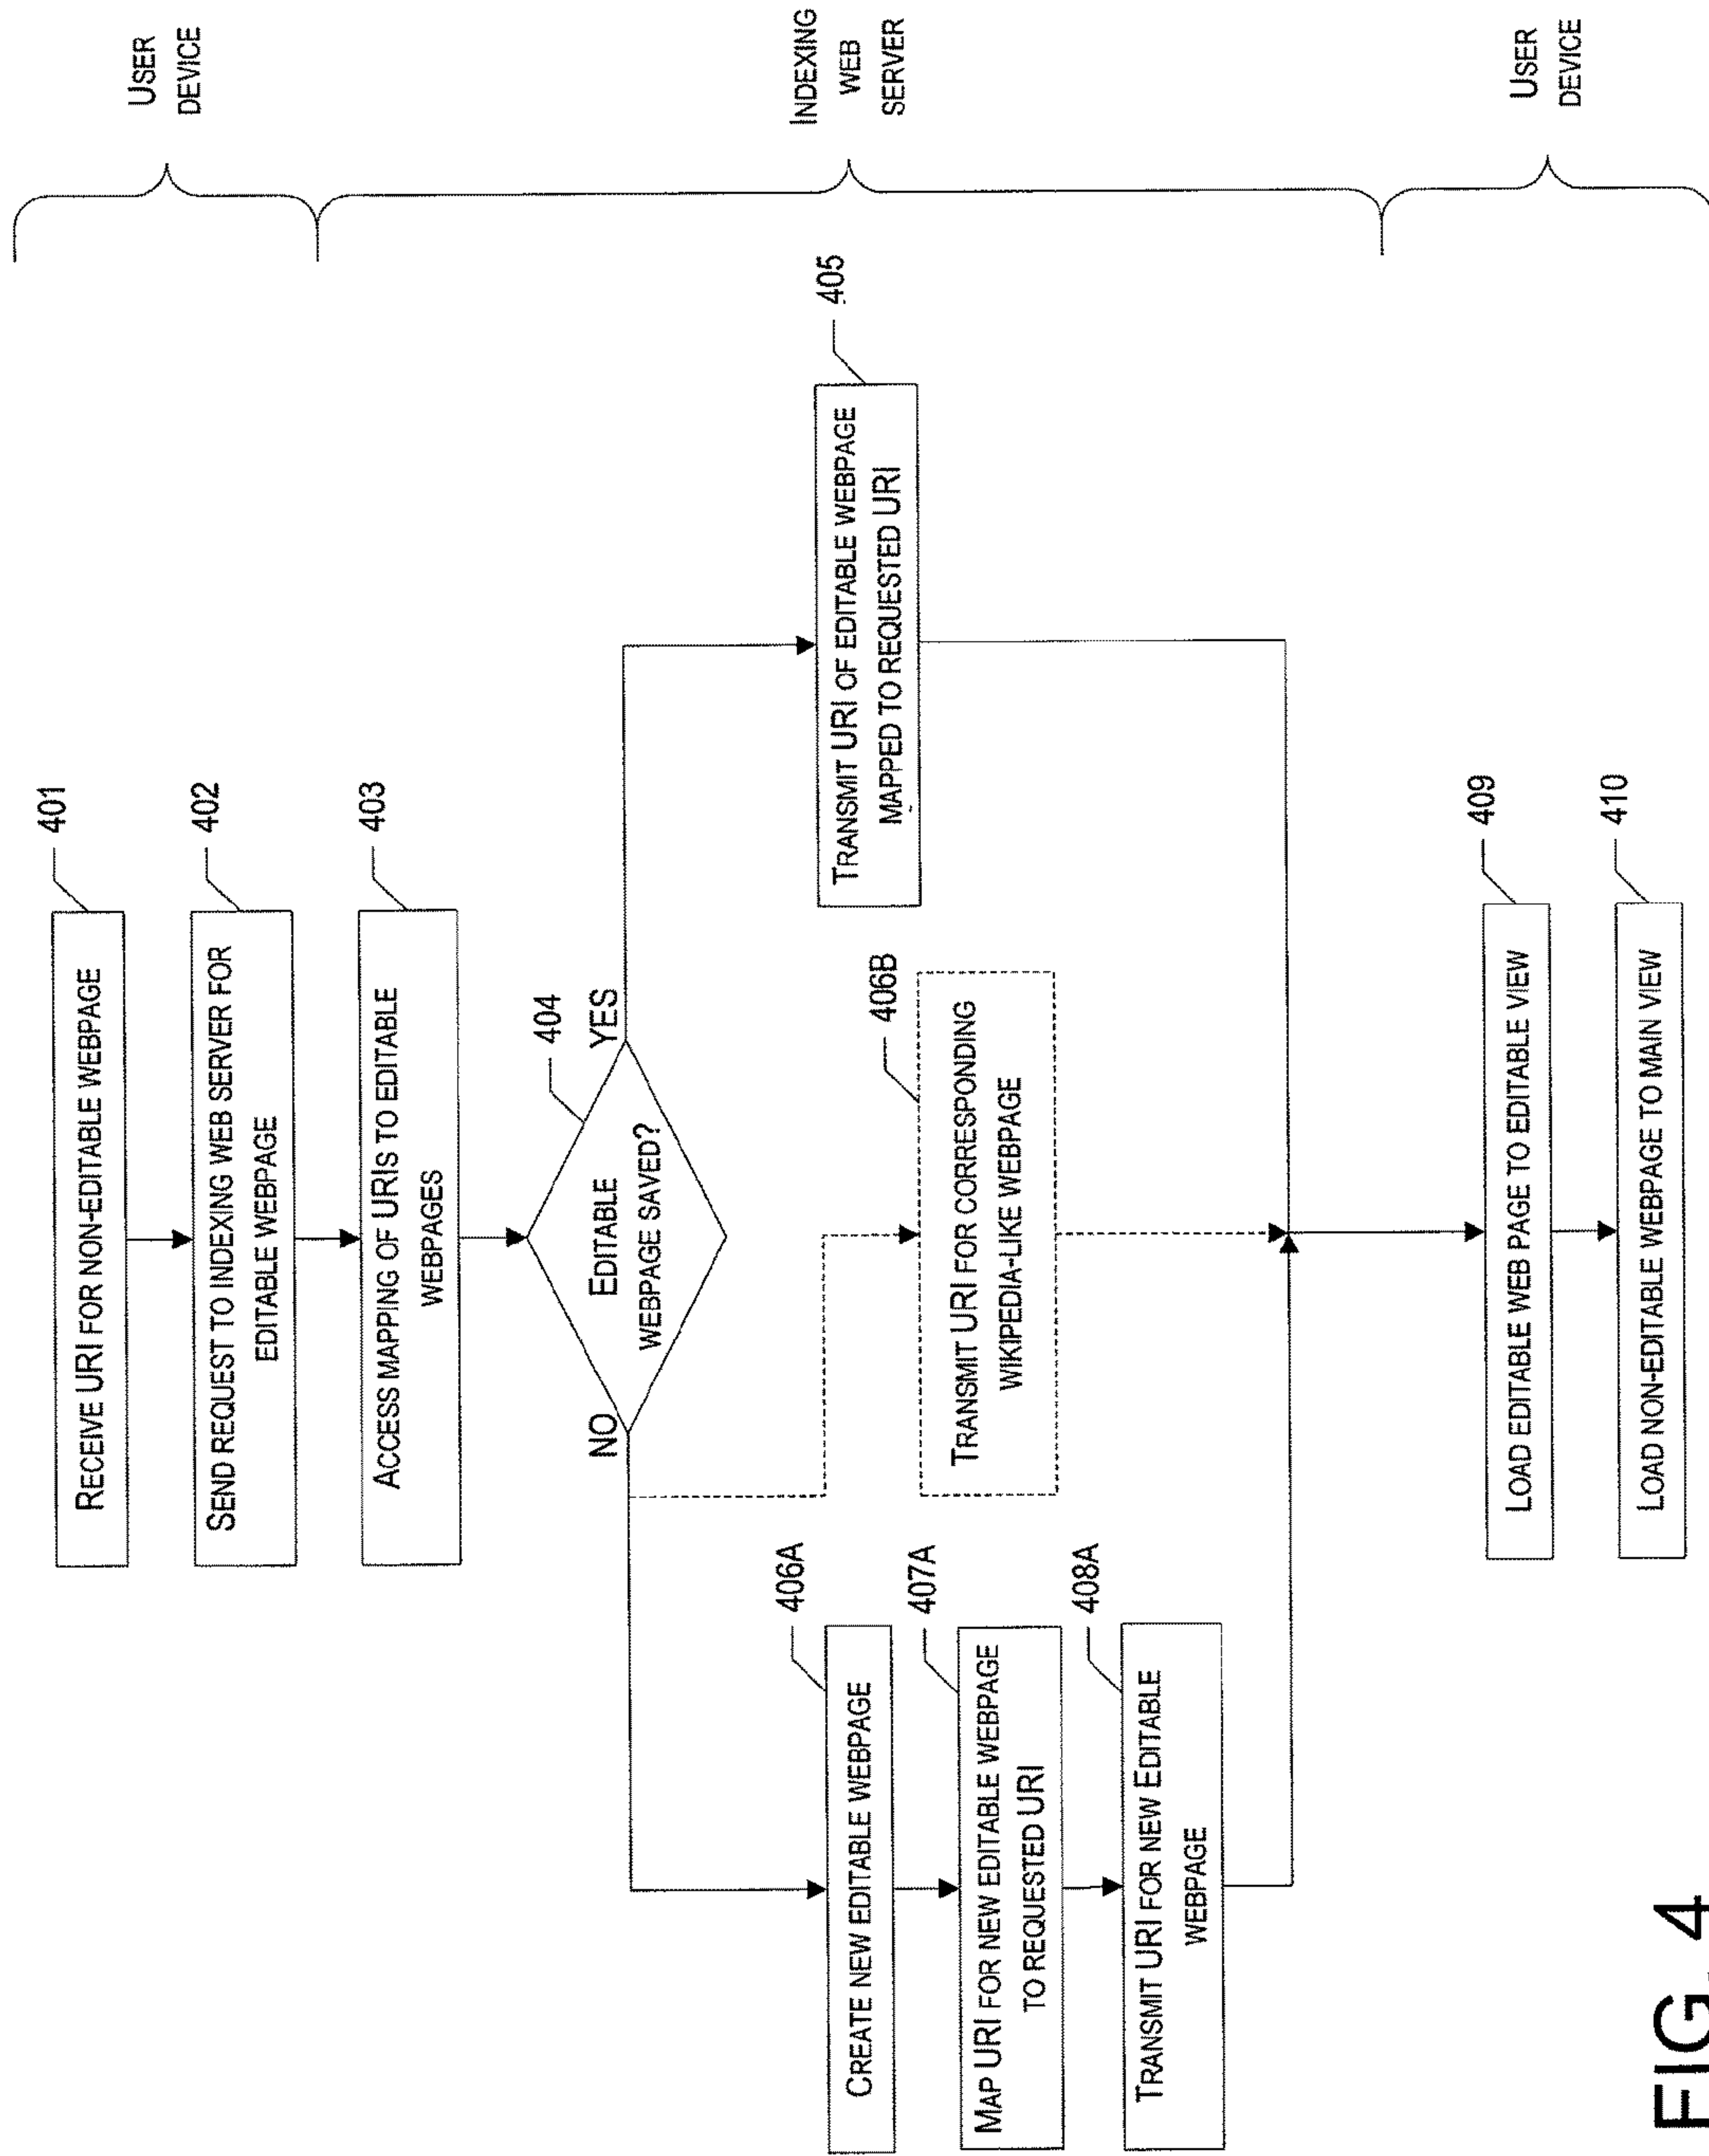 401
RECEIVE URI FOR NON-EDITABLE WEBPAGE
402
SEND REQUEST TO INDEXING WEB SERVER FOR
EDITABLE WEBPAGE
403
ACCESS MAPPING OF URIS TO EDITABLE
WEBPAGES
404
EDITABLE
WEBPAGE SAVED?
NO
YES
406A
CREATE NEW EDITABLE WEBPAGE
407A
MAP URI FOR NEW EDITABLE WEBPAGE
TO REQUESTED URI
408A
TRANSMIT URI FOR NEW EDITABLE
WEBPAGE
406B
TRANSMIT URI FOR CORRESPONDING
WIKIPEDIA-LIKE WEBPAGE
405
TRANSMIT URI OF EDITABLE WEBPAGE
MAPPED TO REQUESTED URI
409
LOAD EDITABLE WEB PAGE TO EDITABLE VIEW
410
LOAD NON-EDITABLE WEBPAGE TO MAIN VIEW
USER
DEVICE
INDEXING
WEB
SERVER
USER
DEVICE
FIG. 4